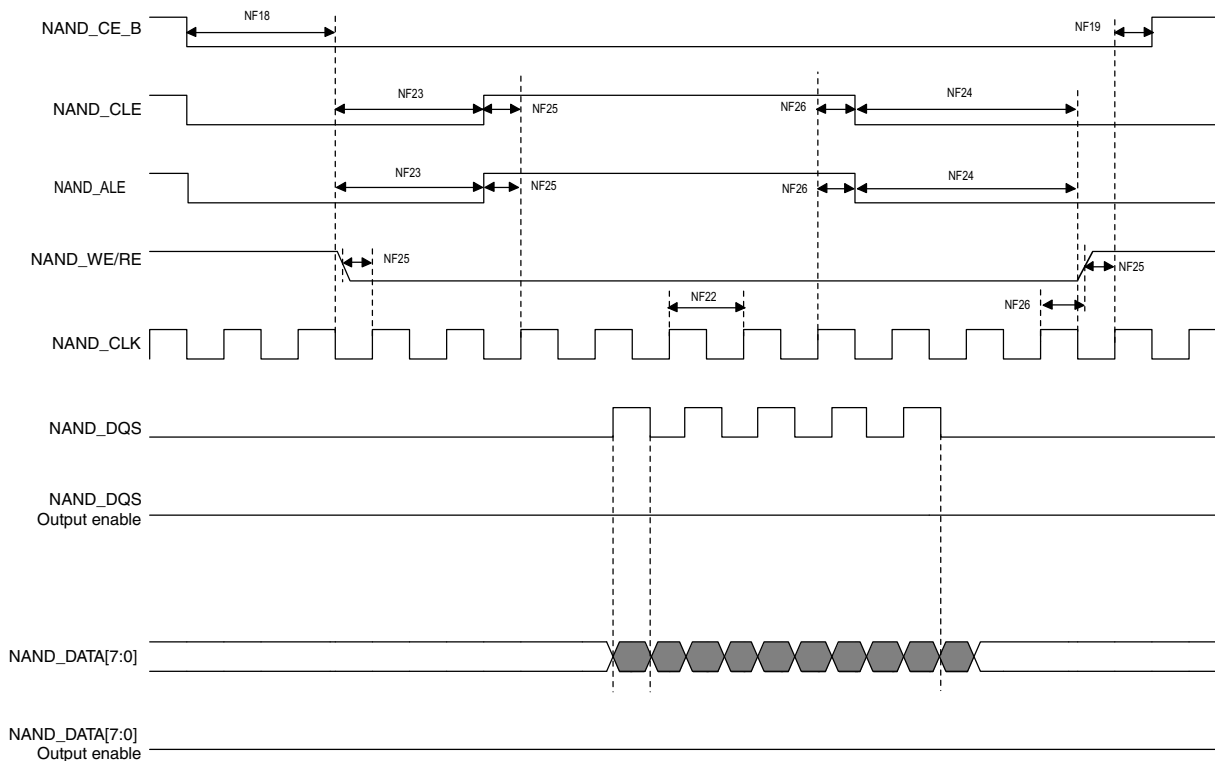 NF18
NAND_CE_B
NF19
NF23
NF25
NF26
NF24
NAND_CLE
NF23
NF25
NF26
NF24
NAND_ALE
NAND_WE/RE
NF25
NF25
NF22
NF26
NAND_CLK
NAND_DQS
NAND_DQS
Output enable
NAND_DATA[7:0]
NAND_DATA[7:0]
Output enable